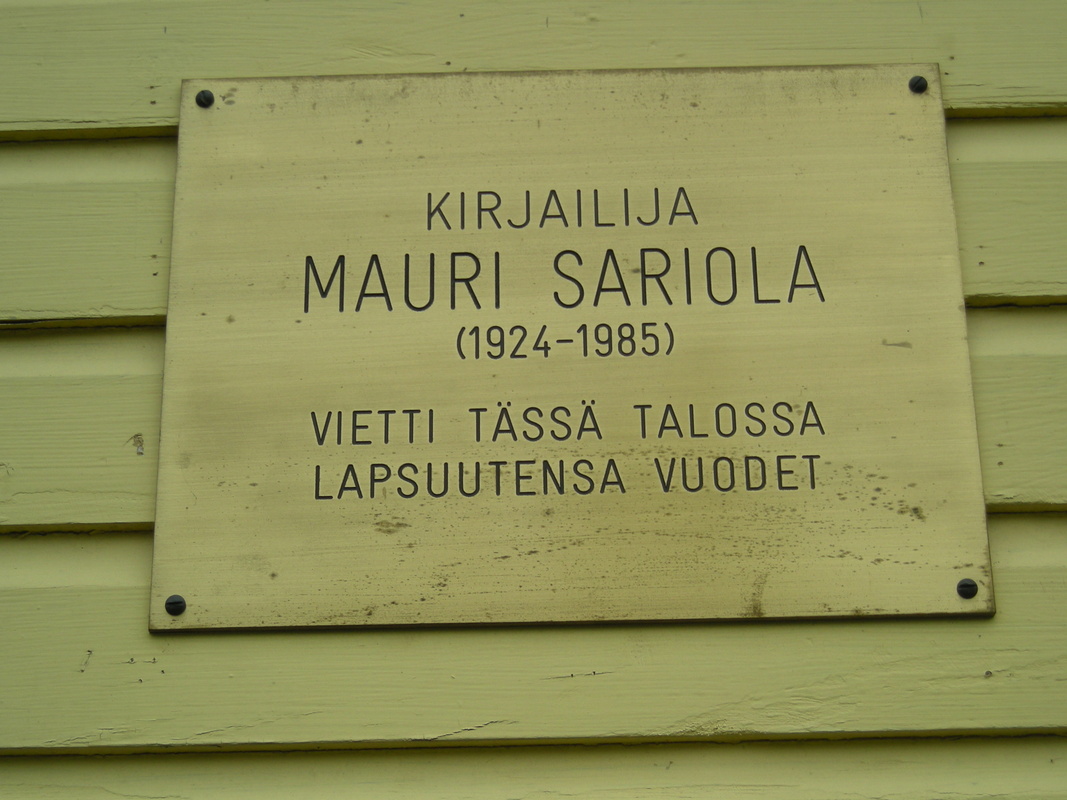 KIRJAILIJA
MAURI SARIOLA
(1924-1985)
VIETTI TÄSSÄ TALOSSA
LAPSUUTENSA VUODET